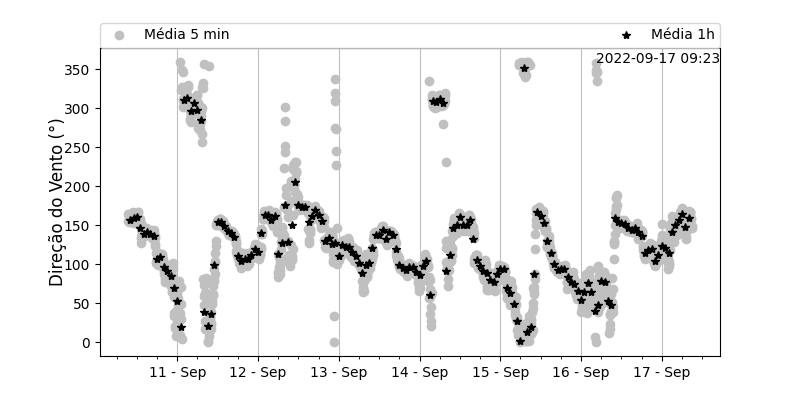 Média 5 min
Média 1h
2022-09-17 09:23
Direção do Vento (°)
350
300
250
200
150
100
50
0
11 - Sep
12 - Sep
13 - Sep
14 - Sep
15 - Sep
16 - Sep
17 - Sep